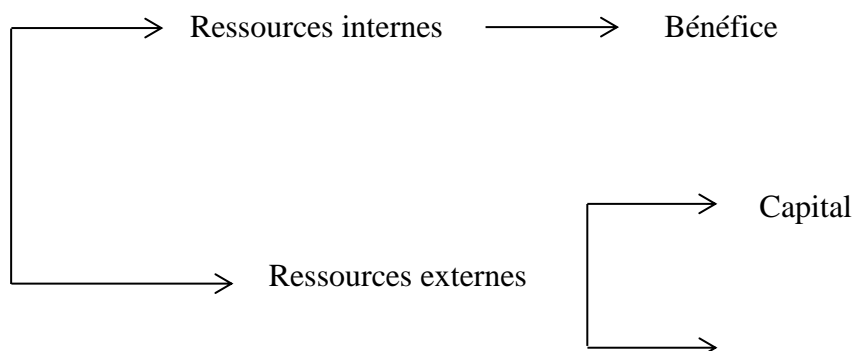 Ressources internes Bénéfice
Capital
Ressources externes